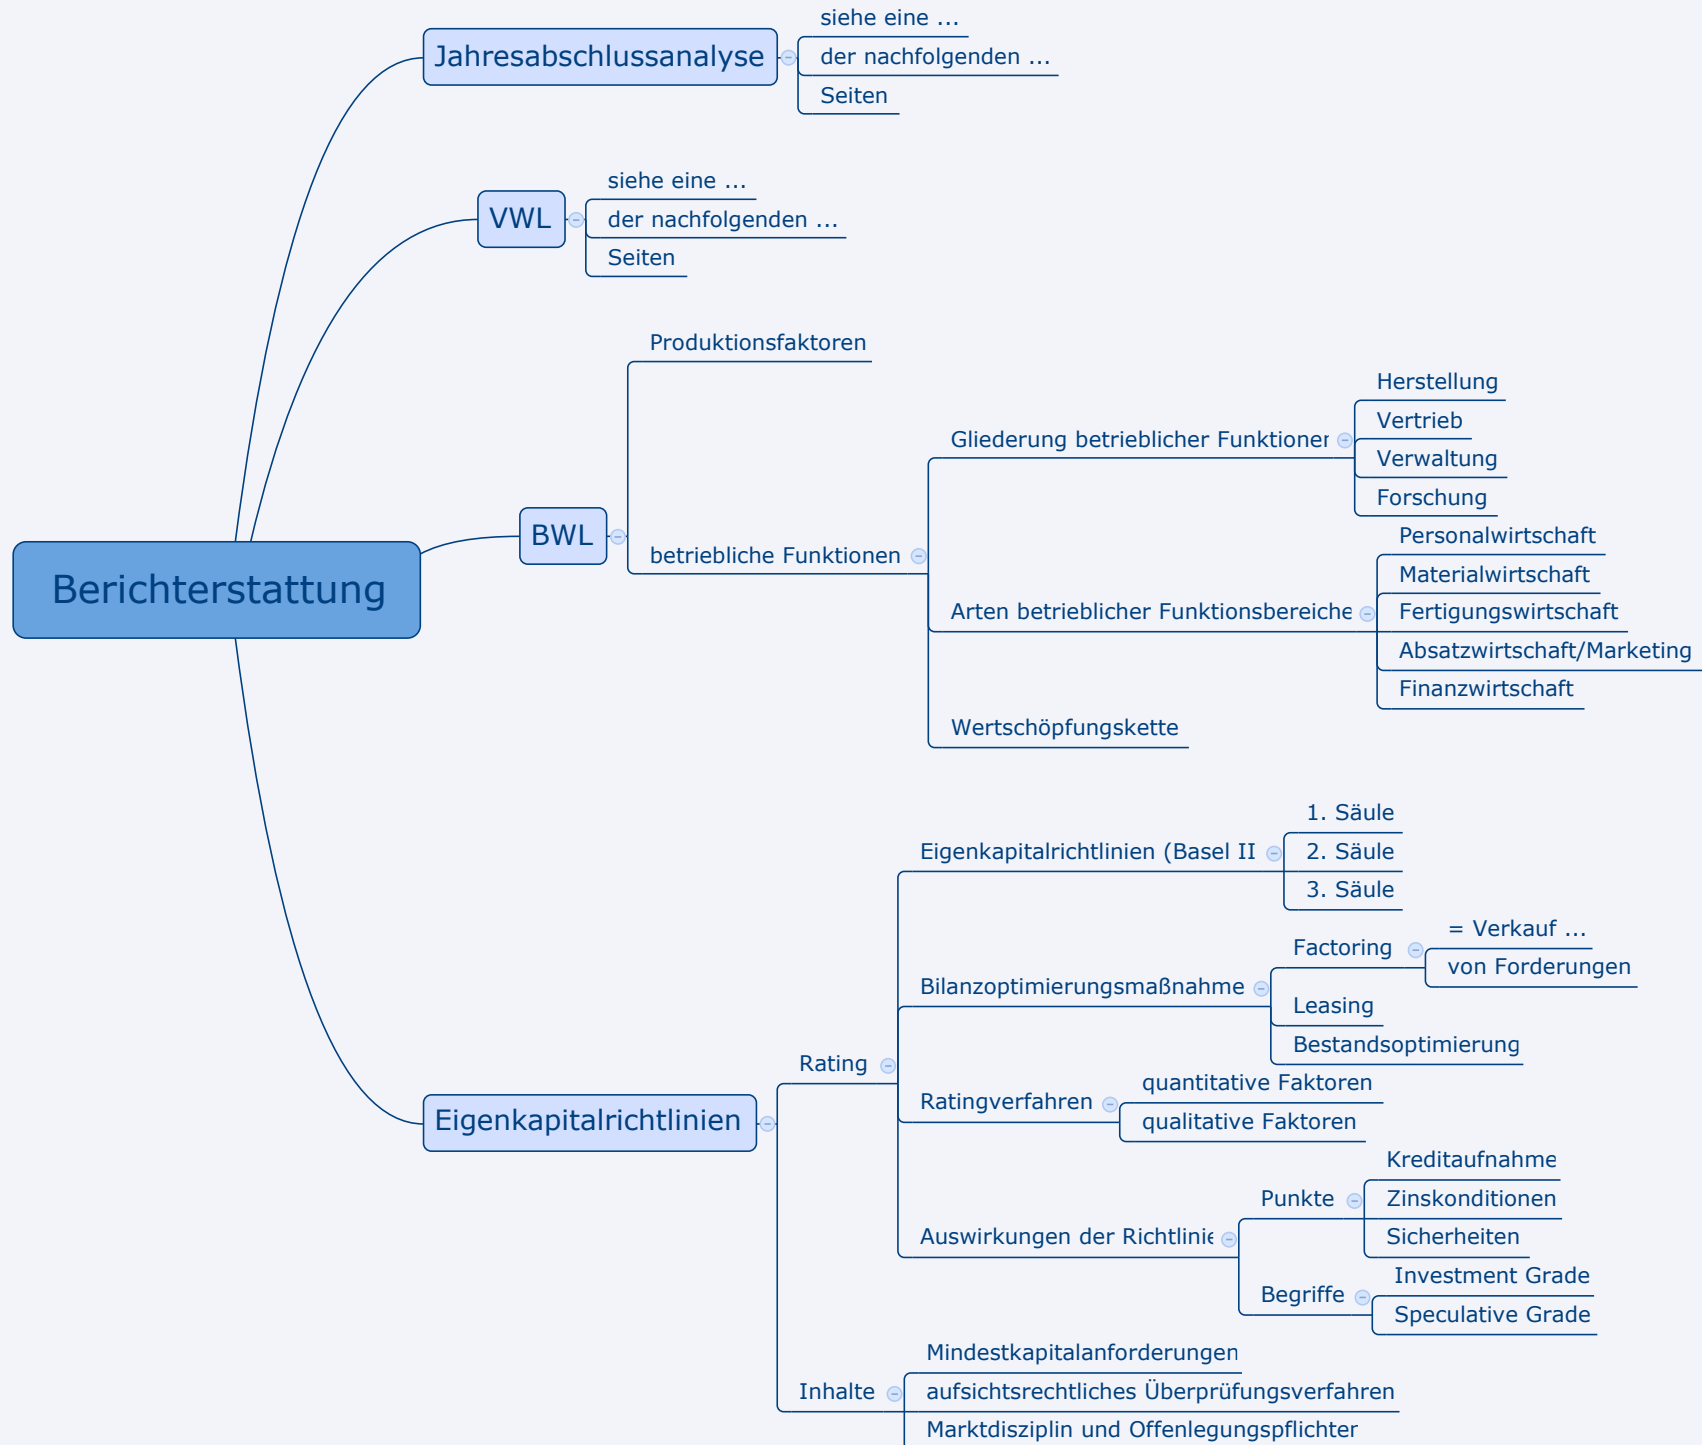 Berichterstattung
Jahresabschlussanalyse
siehe eine ...
der nachfolgenden ...
Seiten
VWL
siehe eine ...
der nachfolgenden ...
Seiten
BWL
Produktionsfaktoren
betriebliche Funktionen
Gliederung betrieblicher Funktioner
Herstellung
Vertrieb
Verwaltung
Forschung
Arten betrieblicher Funktionsbereiche
Personalwirtschaft
Materialwirtschaft
Fertigungswirtschaft
Absatzwirtschaft/Marketing
Finanzwirtschaft
Wertschöpfungskette
Eigenkapitalrichtlinien
Rating
Eigenkapitalrichtlinien (Basel II
1. Säule
2. Säule
3. Säule
Bilanzoptimierungsmaßnahme
Factoring
= Verkauf ...
von Forderungen
Leasing
Bestandsoptimierung
Ratingverfahren
quantitative Faktoren
qualitative Faktoren
Auswirkungen der Richtlinie
Punkte
Kreditaufnahme
Zinskonditionen
Sicherheiten
Begriffe
Investment Grade
Speculative Grade
Inhalte
Mindestkapitalanforderungen
aufsichtsrechtliches Überprüfungsverfahren
Marktdisziplin und Offenlegungspflichter